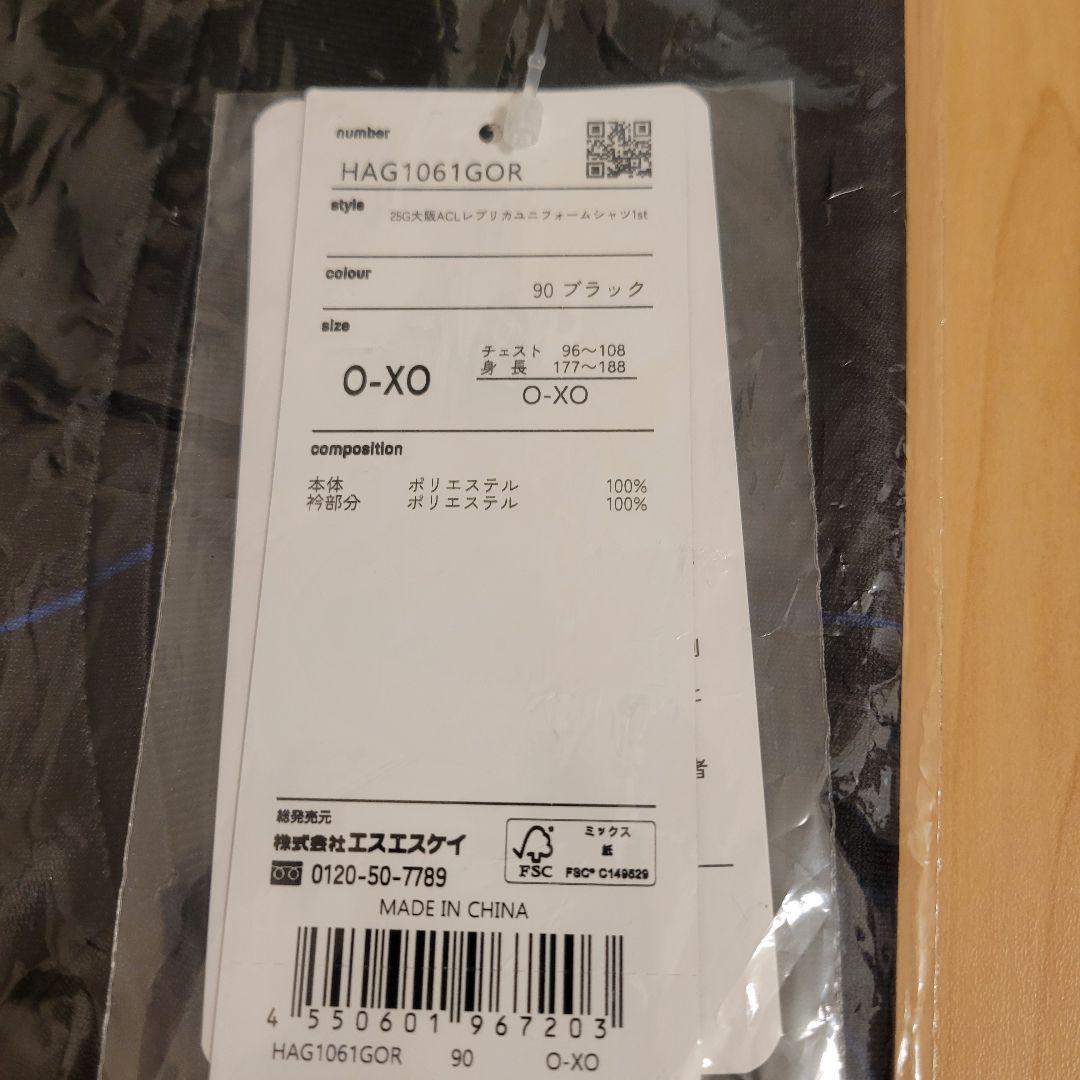 number
HAG1061GOR
style
25G大阪ACLレプリカユニフォームシャツ1st
colour
90 ブラック
size
O-XO
チェスト 96～108
身 長 177～188
O-XO
composition
本体 ポリエステル 100%
衿部分 ポリエステル 100%
者
総発売元
株式会社エスエスケイ
0120-50-7789
FSC
ミックス
紙
FSC® C149529
MADE IN CHINA
4 550601 967203
HAG1061GOR 90 O-XO